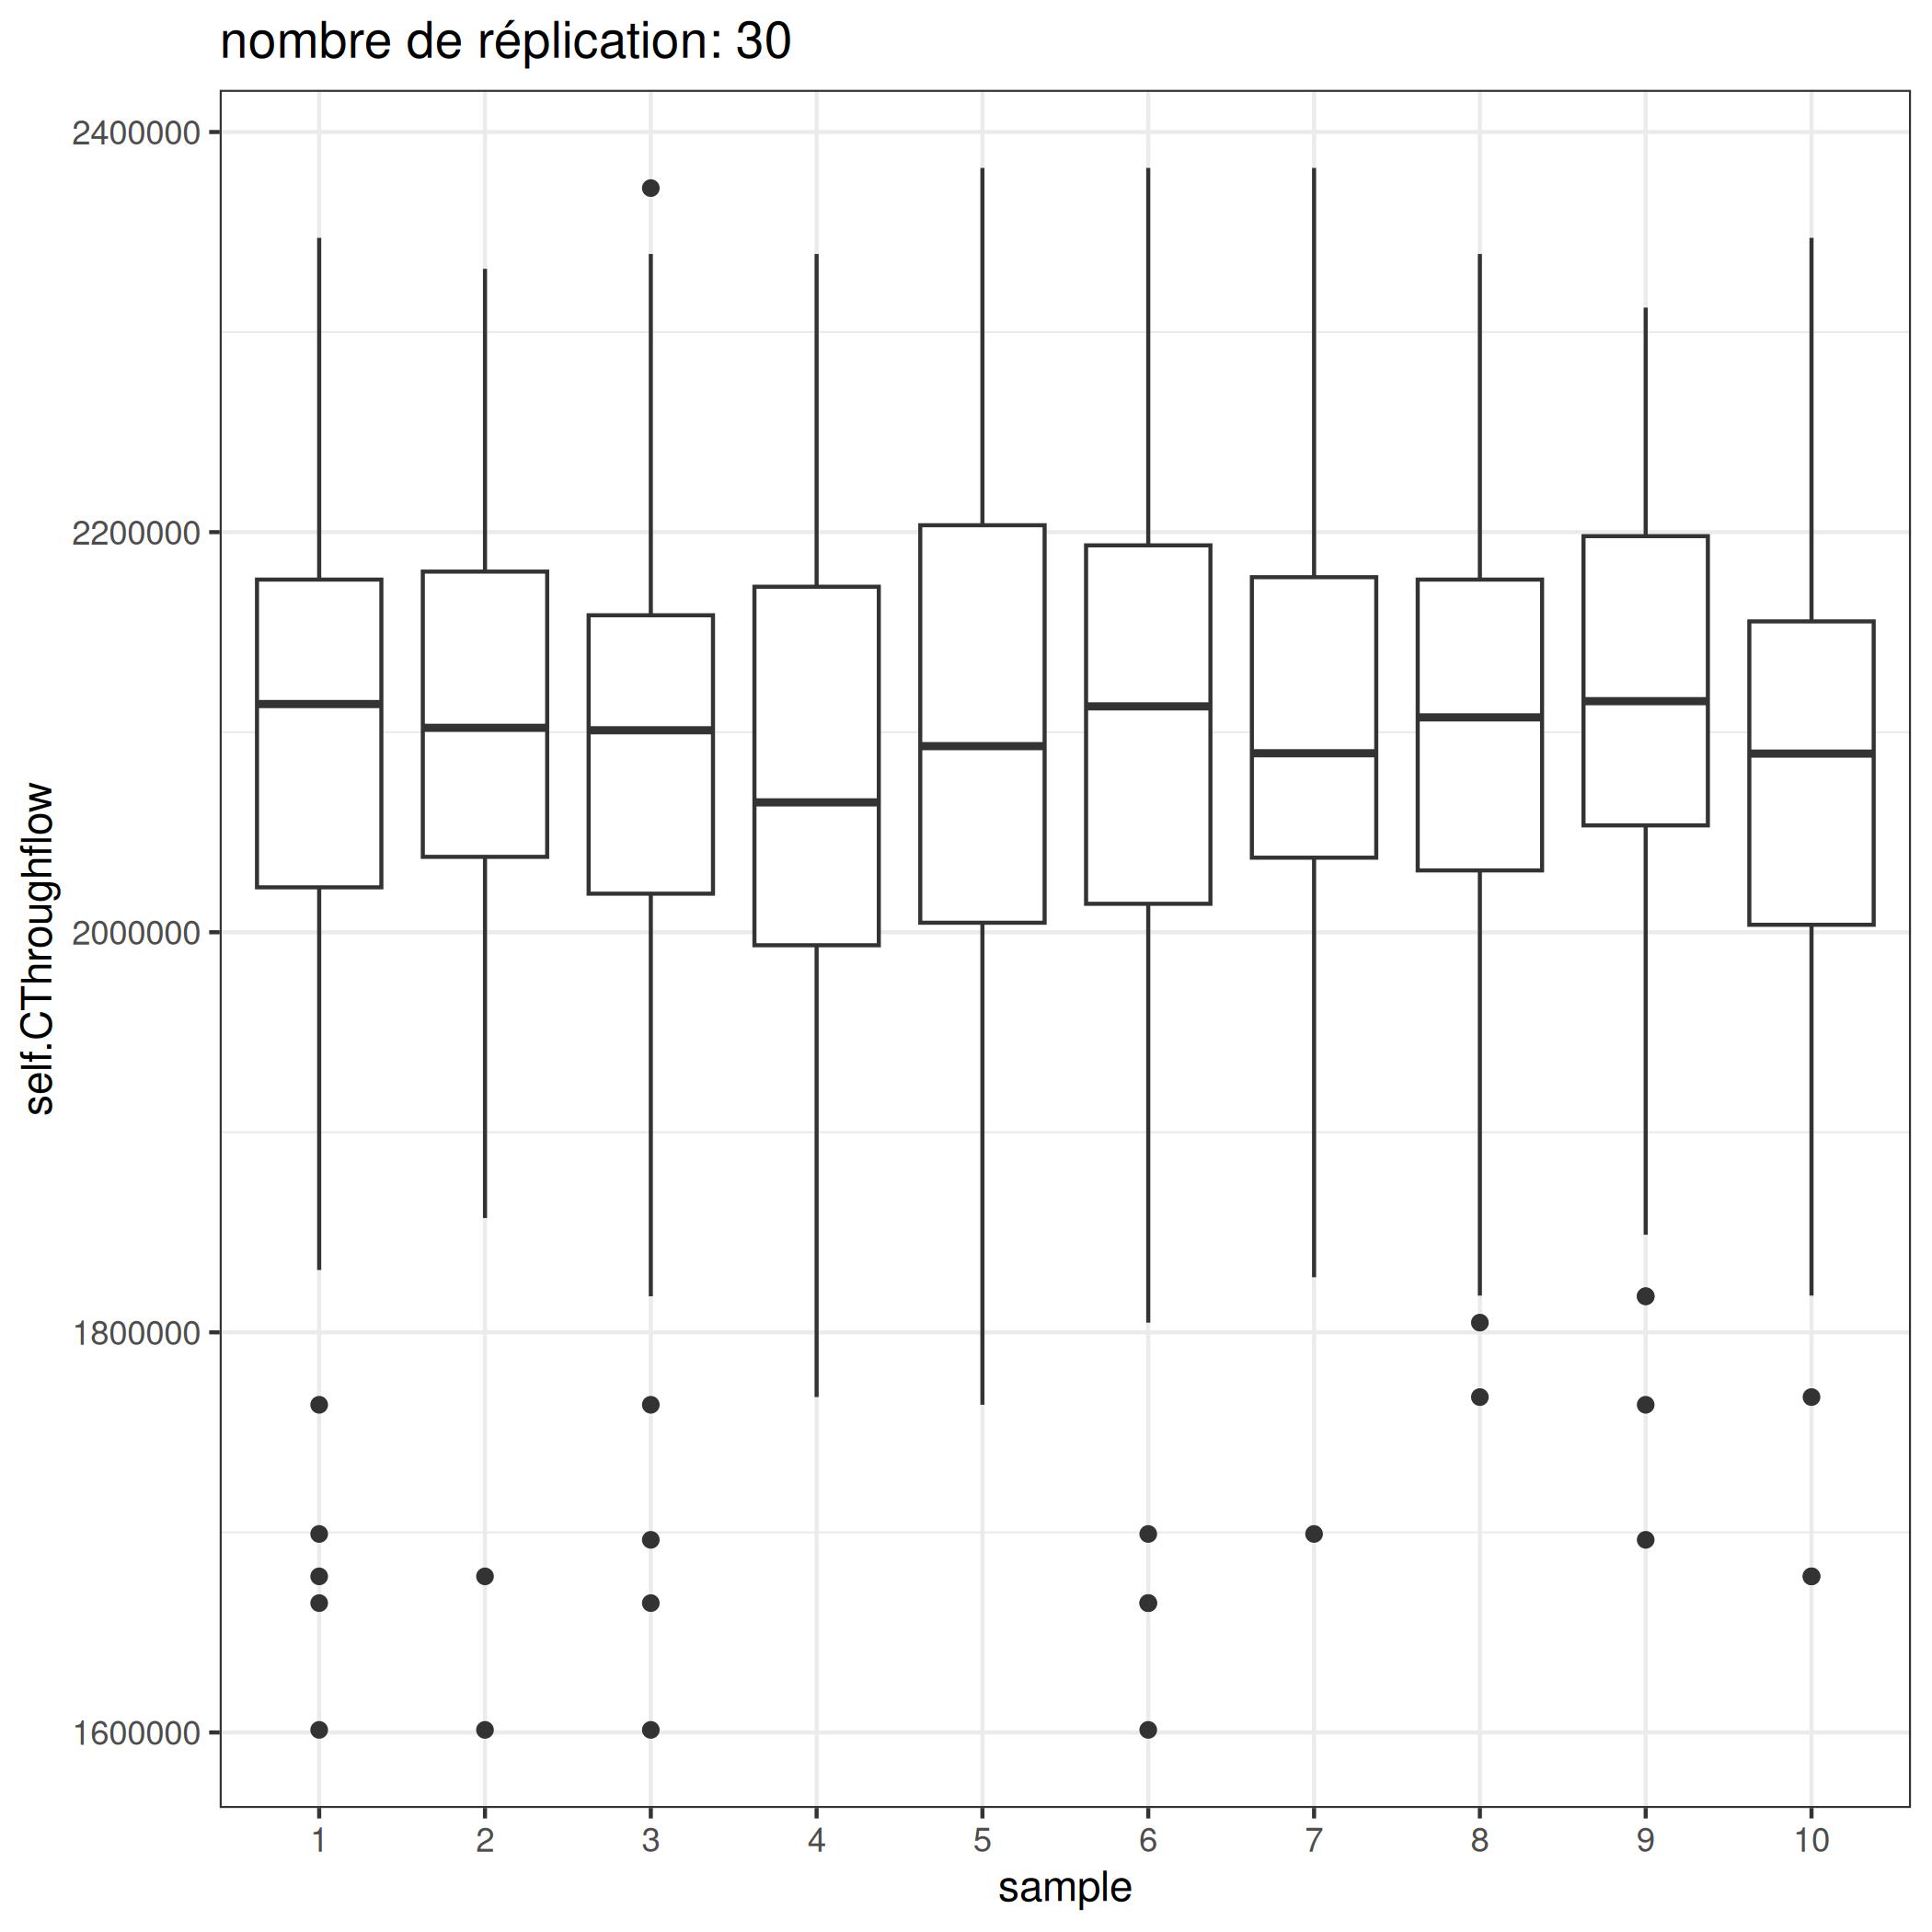 nombre de réplication: 30
2400000
2200000
2000000
1800000
1600000
self.CThroughflow
1 2 3 4 5 6 7 8 9 10
sample